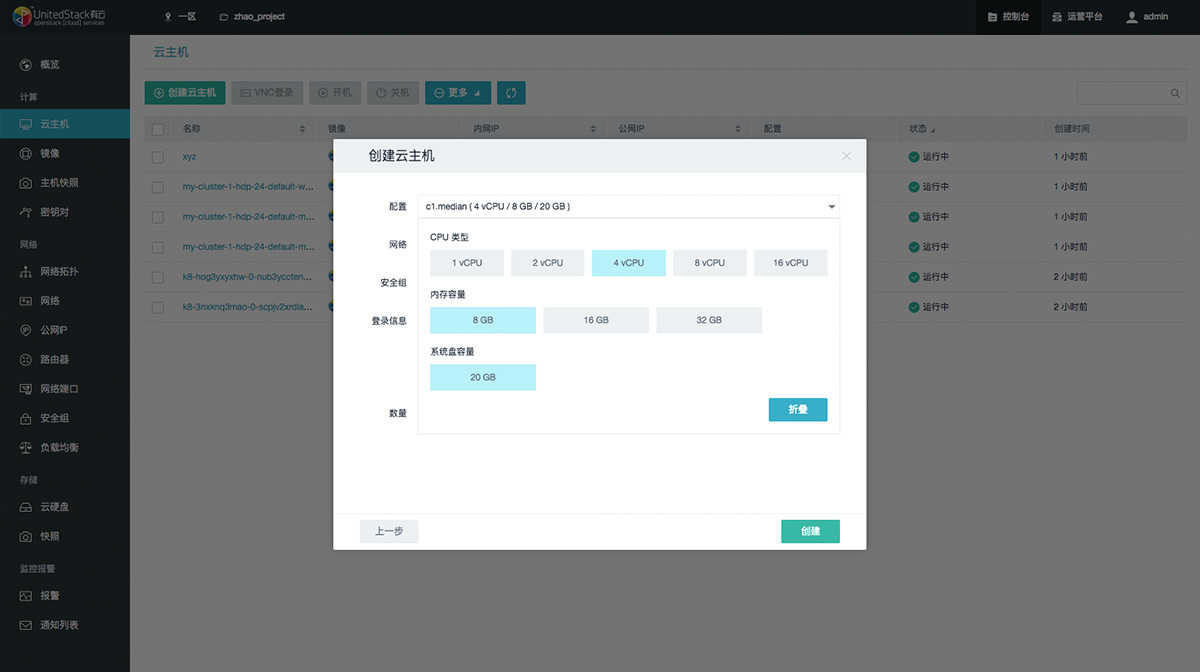 UnitedStack有云
openstack [cloud] services
一区
zhao_project
控制台
运营平台
admin
概览
计算
云主机
镜像
主机快照
密钥对
网络
网络拓扑
网络
公网IP
路由器
网络端口
安全组
负载均衡
存储
云硬盘
快照
监控报警
报警
通知列表
云主机
创建云主机
VNC登录
开机
关机
更多
名称
镜像
内网IP
公网IP
配置
状态
创建时间
xyz
运行中
1 小时前
my-cluster-1-hdp-24-default-w...
运行中
1 小时前
my-cluster-1-hdp-24-default-m...
运行中
1 小时前
my-cluster-1-hdp-24-default-m...
运行中
1 小时前
k8-hog3yxyxhw-0-nub3yccten...
运行中
2 小时前
k8-3nxknq3mao-0-scpjv2xrdla...
运行中
2 小时前
创建云主机
配置
c1.median ( 4 vCPU / 8 GB / 20 GB )
网络
安全组
登录信息
数量
CPU 类型
1 vCPU
2 vCPU
4 vCPU
8 vCPU
16 vCPU
内存容量
8 GB
16 GB
32 GB
系统盘容量
20 GB
折叠
上一步
创建